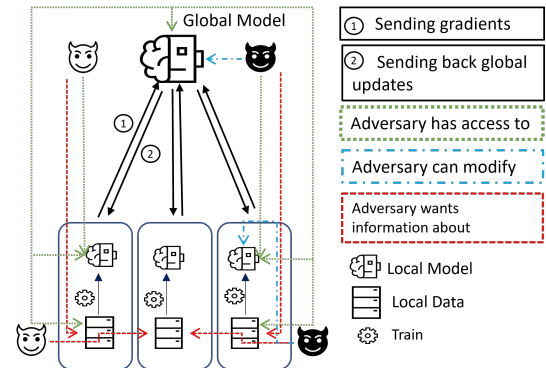 Global Model
1
2
1 Sending gradients
2 Sending back global
updates
Adversary has access to
Adversary can modify
Adversary wants
information about
Local Model
Local Data
Train